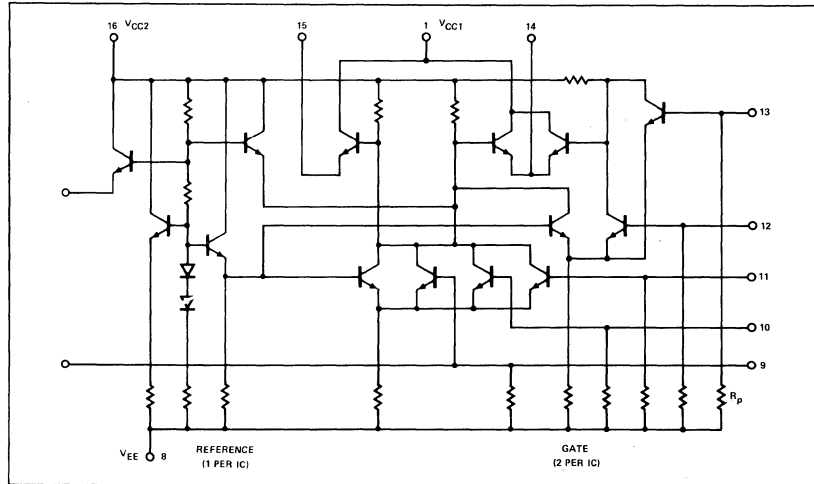 16 VCC2
15
1 VCC1
14
13
12
11
10
9
Rp
VEE 8
REFERENCE
(1 PER IC)
GATE
(2 PER IC)